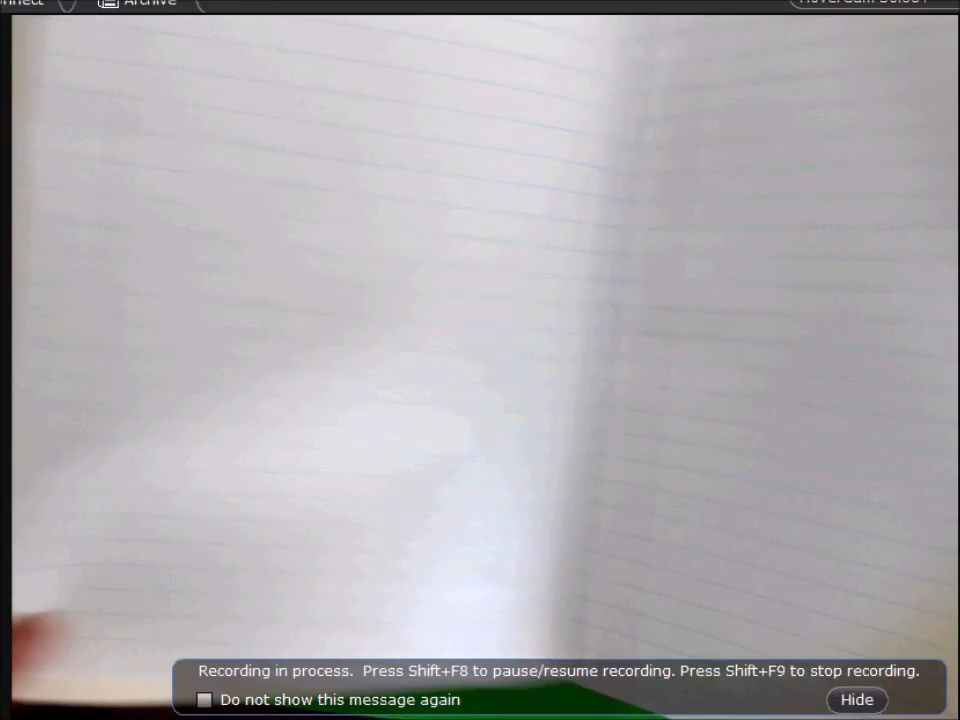 Archive
Recording in process.  Press Shift+F8 to pause/resume recording. Press Shift+F9 to stop recording.
Do not show this message again
Hide